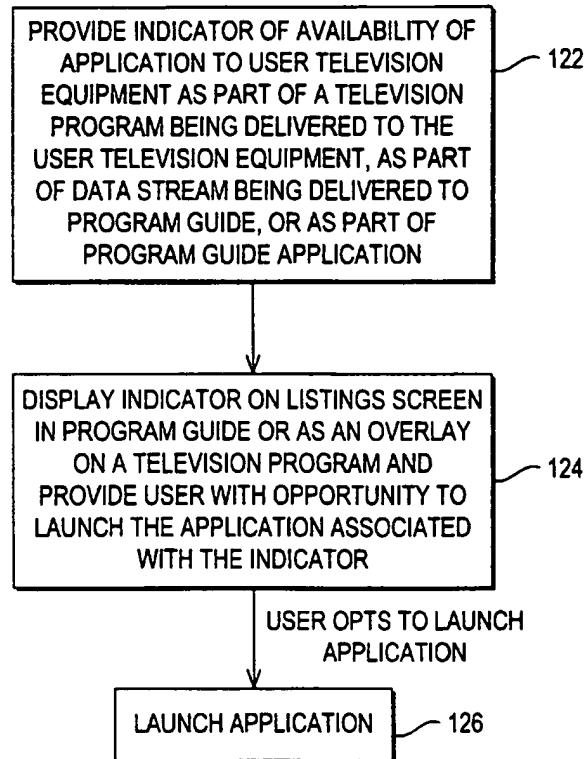 PROVIDE INDICATOR OF AVAILABILITY OF
APPLICATION TO USER TELEVISION
EQUIPMENT AS PART OF A TELEVISION
PROGRAM BEING DELIVERED TO THE
USER TELEVISION EQUIPMENT, AS PART
OF DATA STREAM BEING DELIVERED TO
PROGRAM GUIDE, OR AS PART OF
PROGRAM GUIDE APPLICATION
122
DISPLAY INDICATOR ON LISTINGS SCREEN
IN PROGRAM GUIDE OR AS AN OVERLAY
ON A TELEVISION PROGRAM AND
PROVIDE USER WITH OPPORTUNITY TO
LAUNCH THE APPLICATION ASSOCIATED
WITH THE INDICATOR
124
USER OPTS TO LAUNCH
APPLICATION
LAUNCH APPLICATION
126